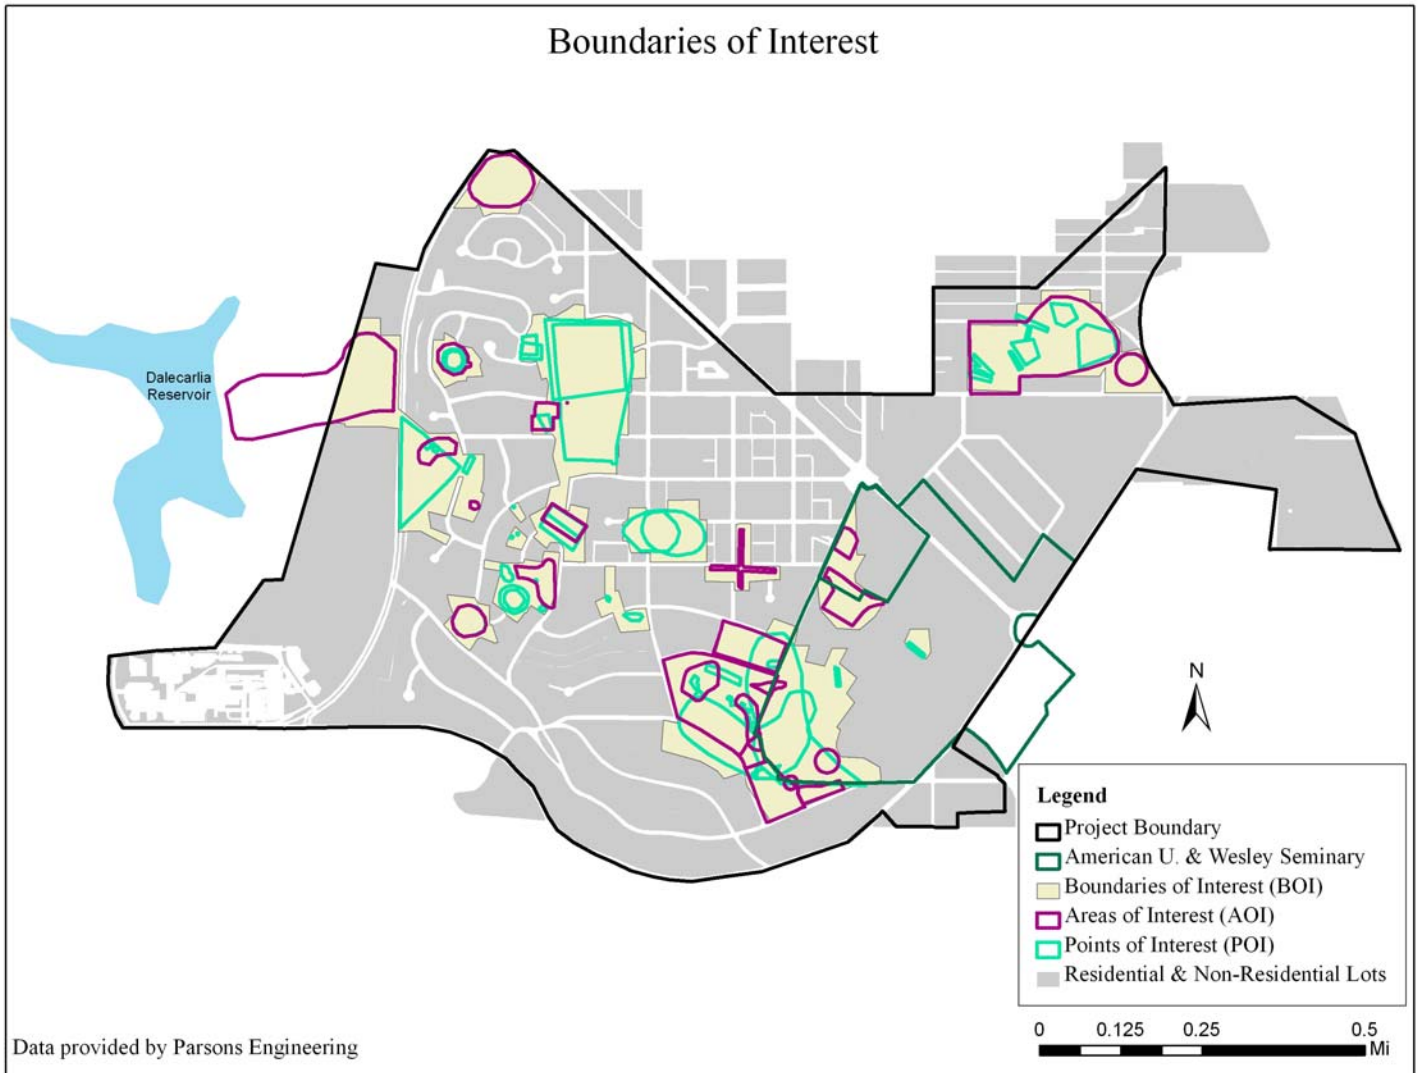 Boundaries of Interest
Dalecarlia
Reservoir
N
Legend
Project Boundary
American U. & Wesley Seminary
Boundaries of Interest (BOI)
Areas of Interest (AOI)
Points of Interest (POI)
Residential & Non-Residential Lots
0 0.125 0.25 0.5
Mi
Data provided by Parsons Engineering